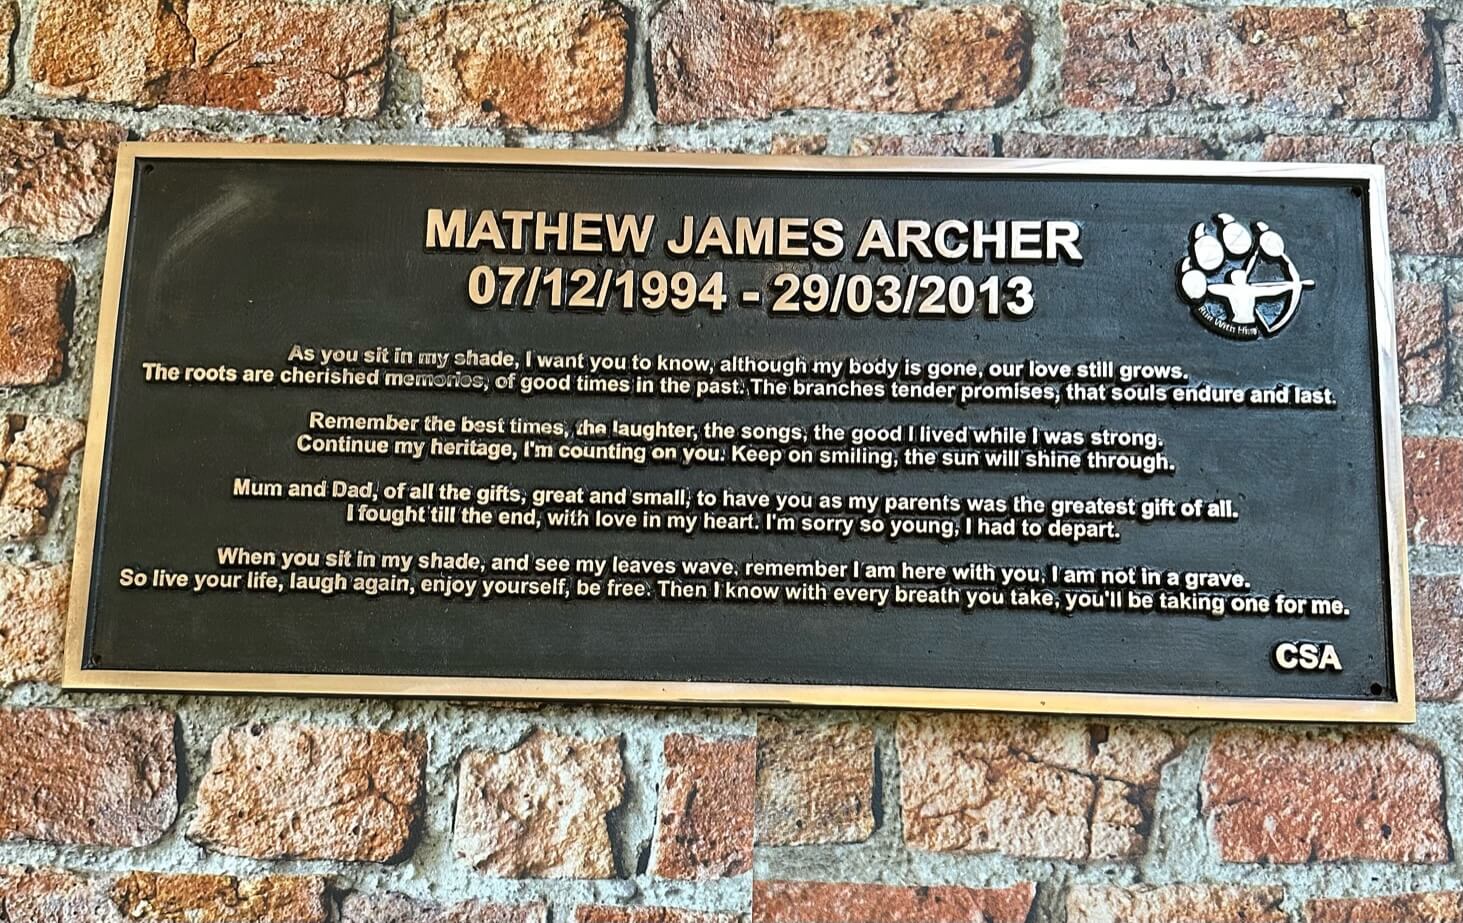 MATHEW JAMES ARCHER
07/12/1994 - 29/03/2013
Run With Him
As you sit in my shade, I want you to know, although my body is gone, our love still grows.
The roots are cherished memories, of good times in the past. The branches tender promises, that souls endure and last.
Remember the best times, the laughter, the songs, the good I lived while I was strong.
Continue my heritage, I'm counting on you. Keep on smiling, the sun will shine through.
Mum and Dad, of all the gifts, great and small, to have you as my parents was the greatest gift of all.
I fought till the end, with love in my heart. I'm sorry so young, I had to depart.
When you sit in my shade, and see my leaves wave, remember I am here with you, I am not in a grave.
So live your life, laugh again, enjoy yourself, be free. Then I know with every breath you take, you'll be taking one for me.
CSA